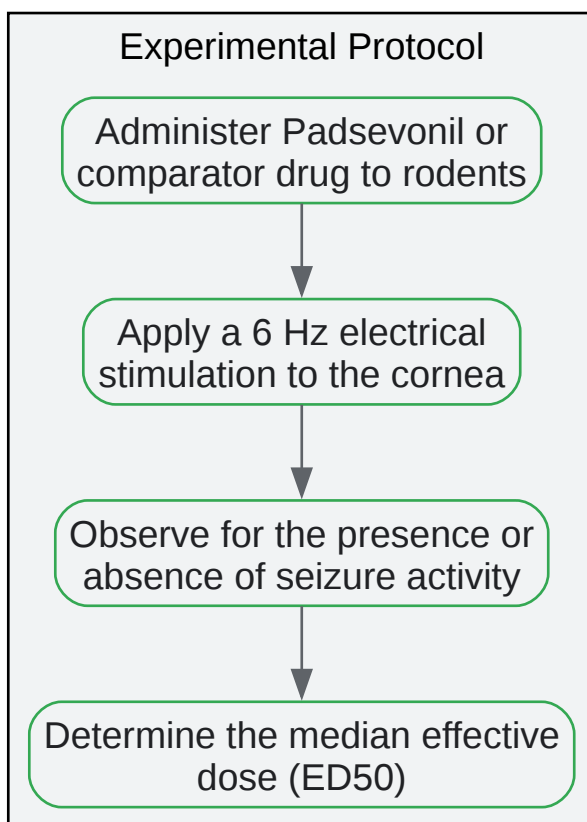 Experimental Protocol
Administer Padsevonil or
comparator drug to rodents
Apply a 6 Hz electrical
stimulation to the cornea
Observe for the presence or
absence of seizure activity
Determine the median effective
dose (ED50)